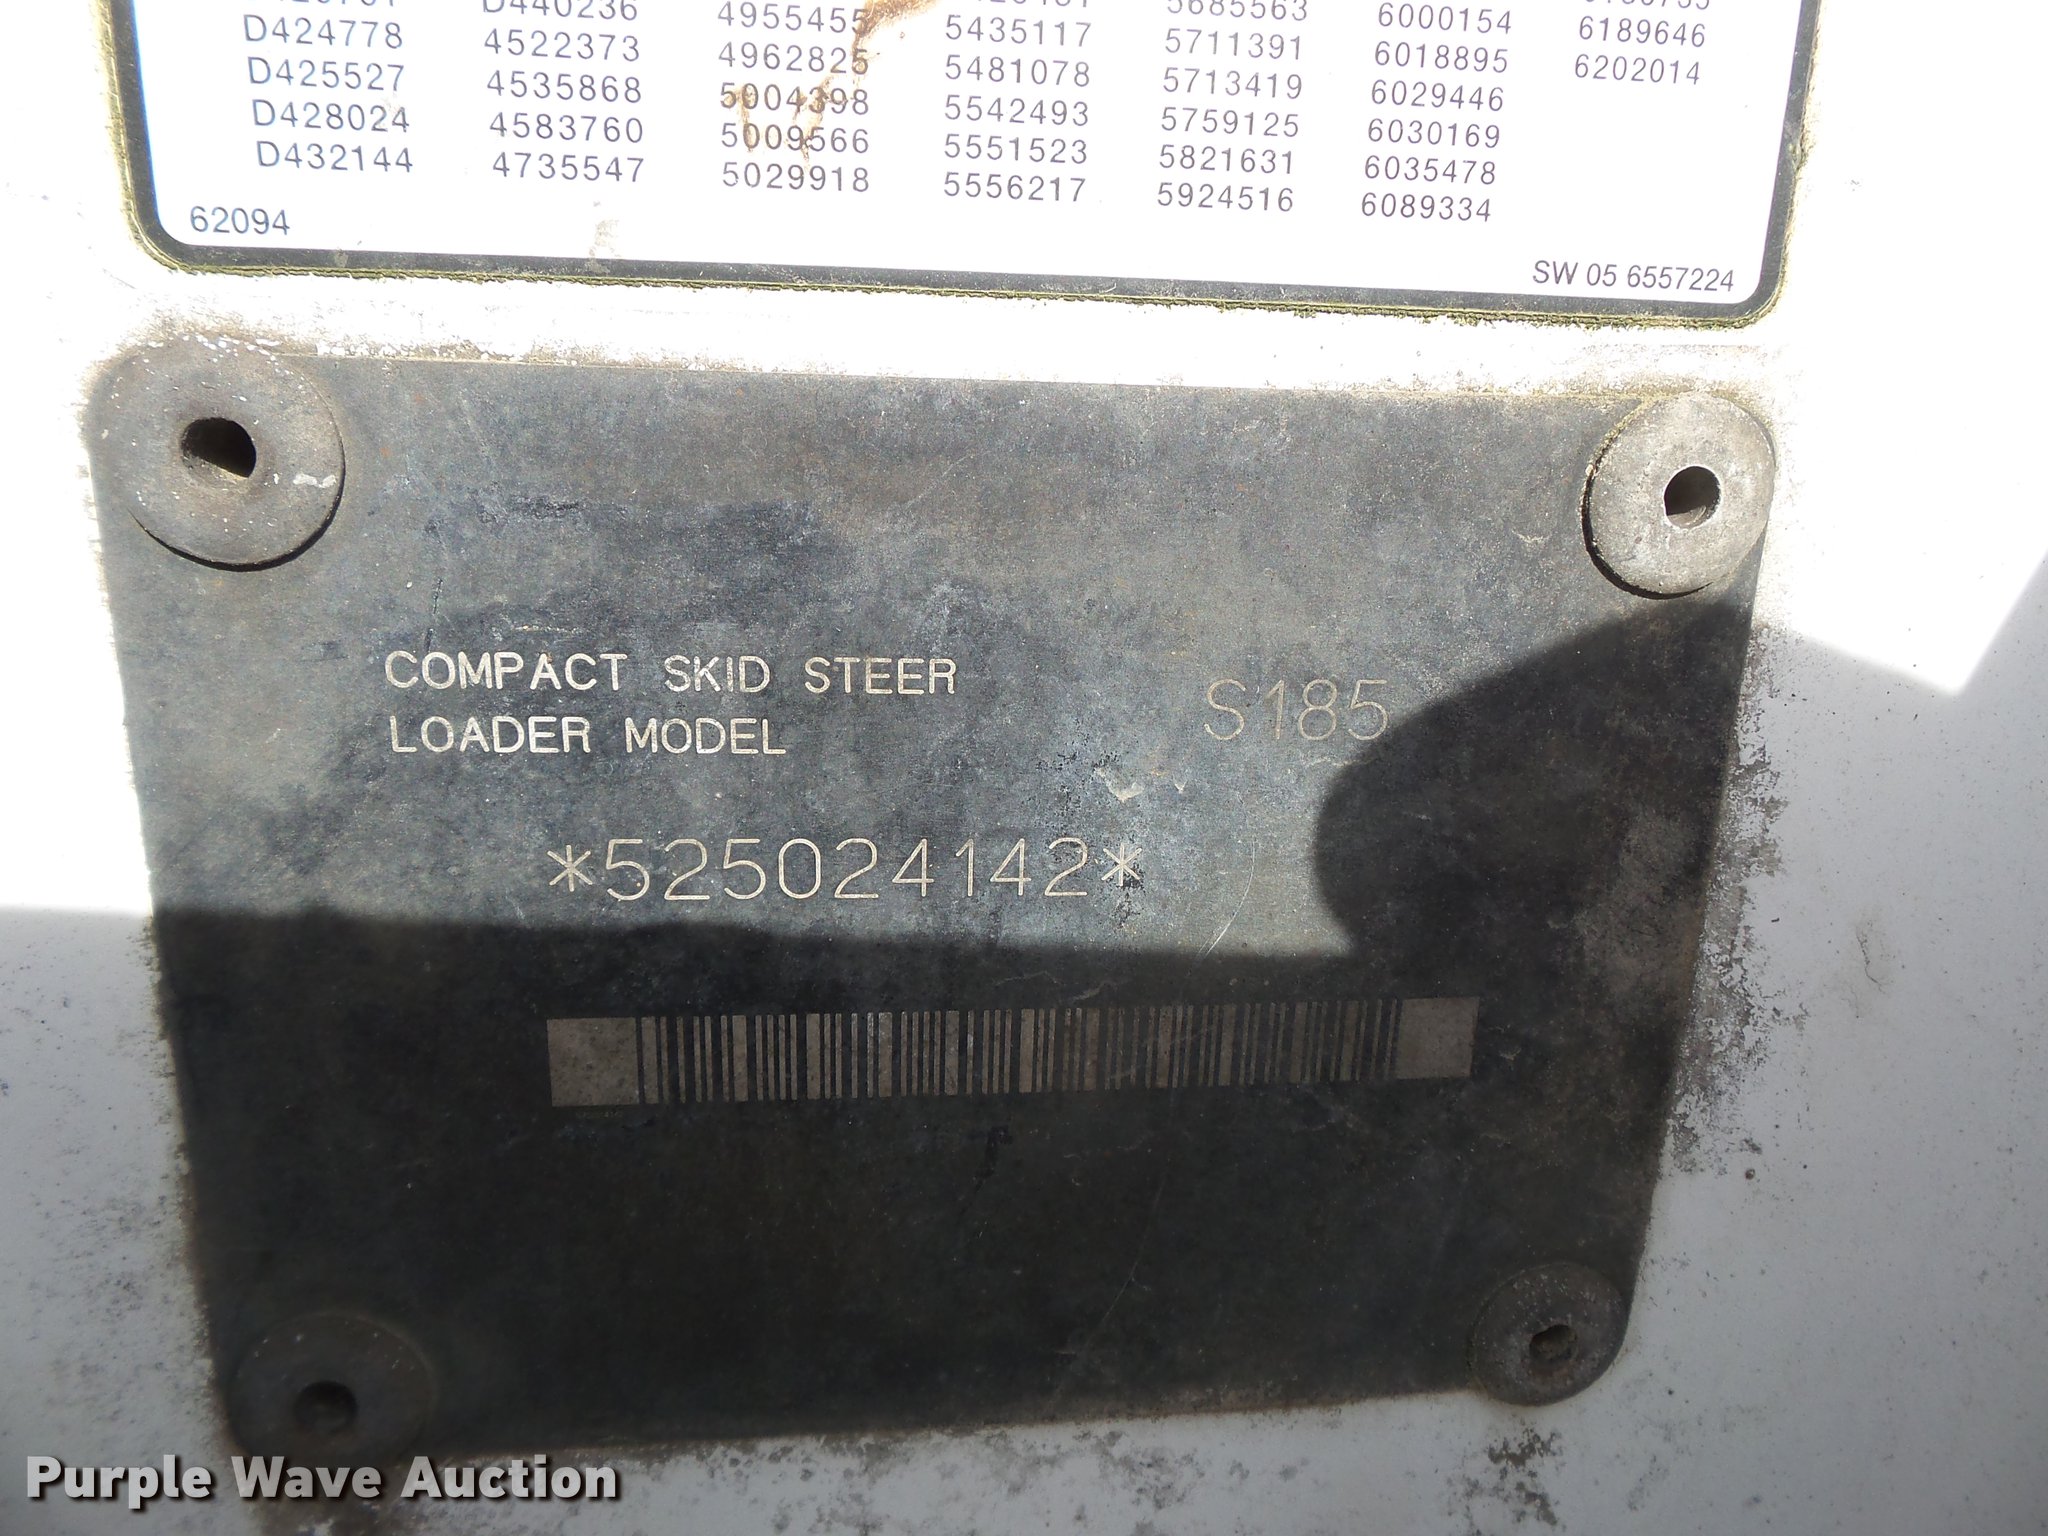 D440236 4955455 5685563 6000154 6189646
D424778 4522373 4962825 5435117 5711391 6018895 6202014
D425527 4535868 5004398 5481078 5713419 6029446
D428024 4583760 5009566 5542493 5759125 6030169
D432144 4735547 5029918 5551523 5821631 6035478
5556217 5924516 6089334
62094
SW 05 6557224
COMPACT SKID STEER
LOADER MODEL S185
*525024142*
Purple Wave Auction